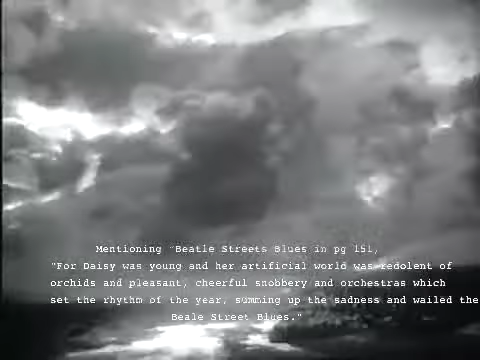 Mentioning "Beatle Streets Blues in pg 151,
"For Daisy was young and her artificial world was redolent of
orchids and pleasant, cheerful snobbery and orchestras which
set the rhythm of the year, summing up the sadness and wailed the
Beale Street Blues."